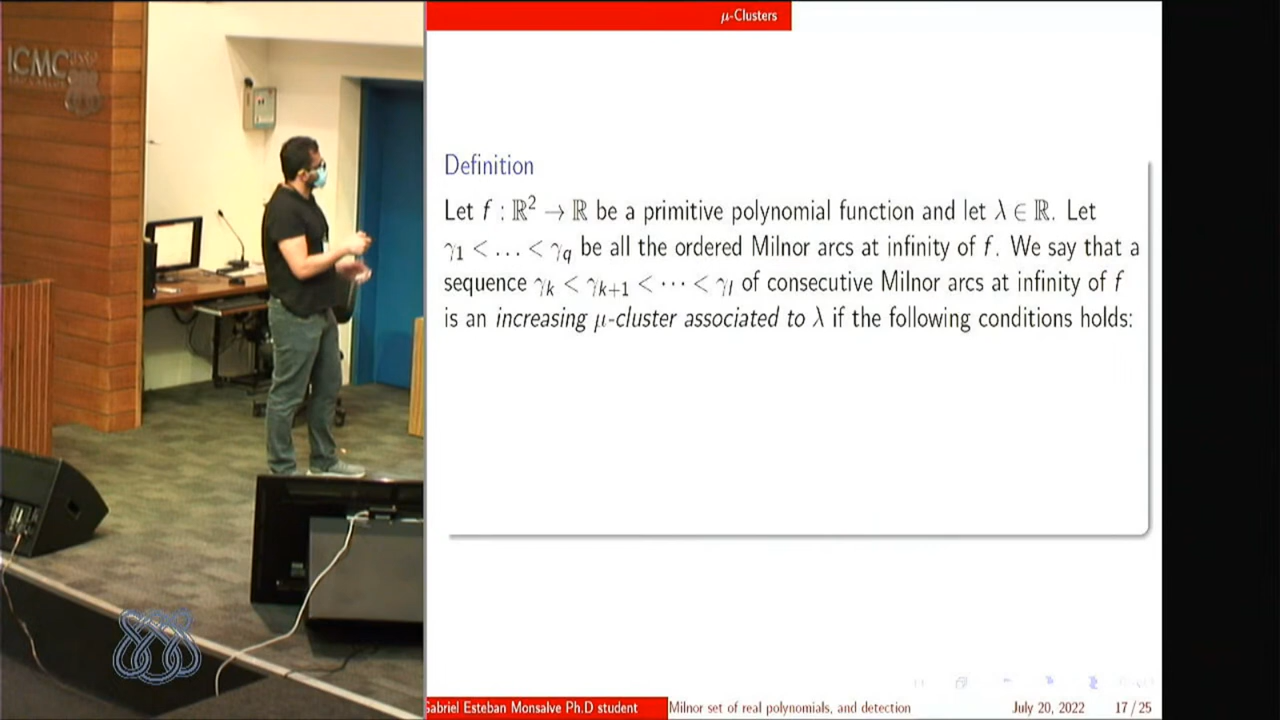 ICMC
μ-Clusters
Definition
Let f : ℝ² → ℝ be a primitive polynomial function and let λ ∈ ℝ. Let
γ₁ < … < γ_q be all the ordered Milnor arcs at infinity of f. We say that a
sequence γ_k < γ_{k+1} < ⋯ < γ_l of consecutive Milnor arcs at infinity of f
is an increasing μ-cluster associated to λ if the following conditions holds:
Gabriel Esteban Monsalve Ph.D student Milnor set of real polynomials, and detection July 20, 2022 17 / 25